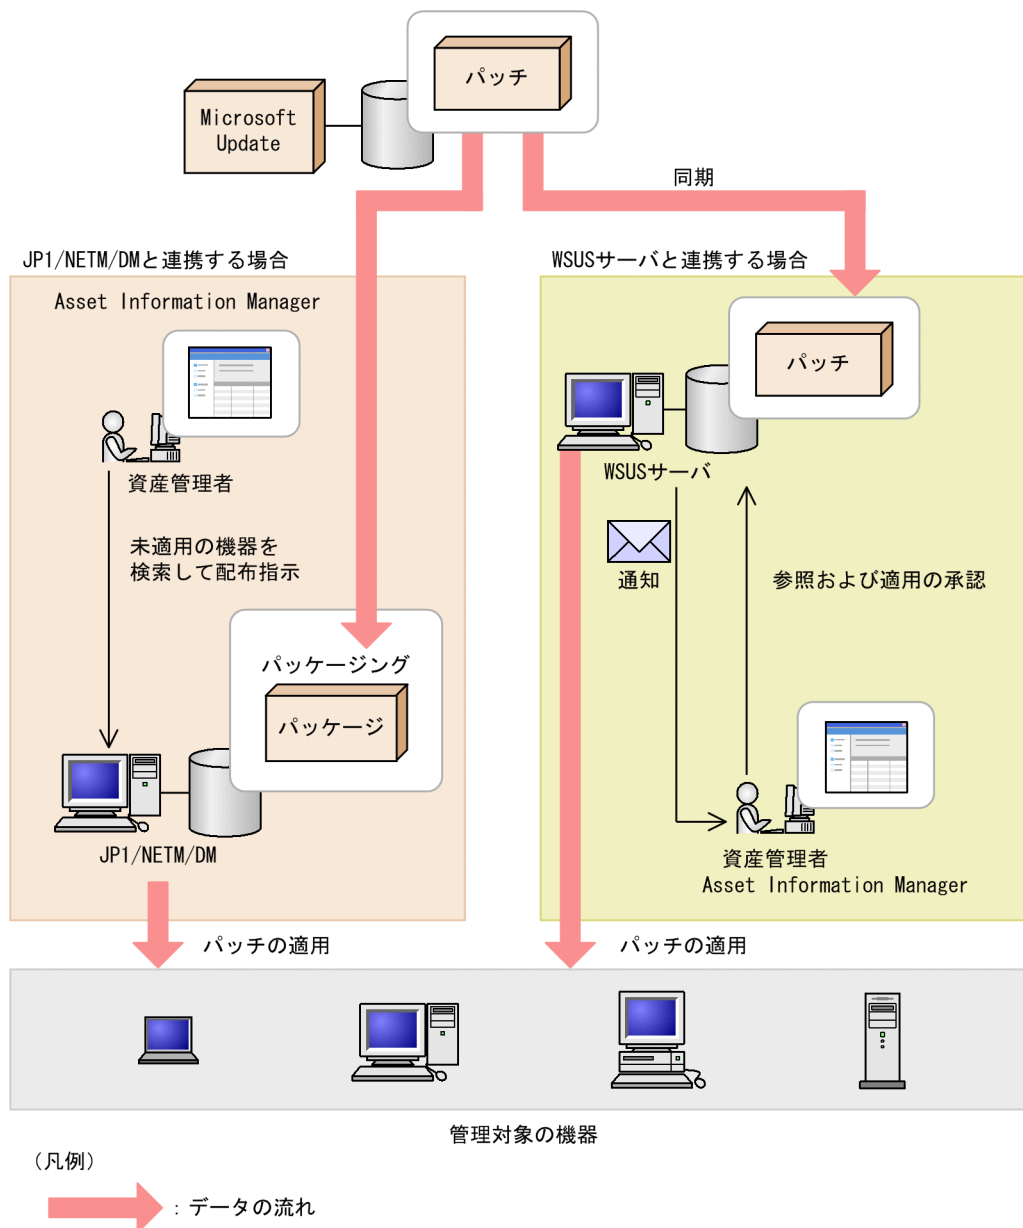 パッチ
Microsoft
Update
同期
JP1/NETM/DMと連携する場合
WSUSサーバと連携する場合
Asset Information Manager
パッチ
資産管理者
WSUSサーバ
未適用の機器を
検索して配布指示
通知
参照および適用の承認
パッケージング
パッケージ
JP1/NETM/DM
資産管理者
Asset Information Manager
パッチの適用
パッチの適用
管理対象の機器
(凡例)
: データの流れ